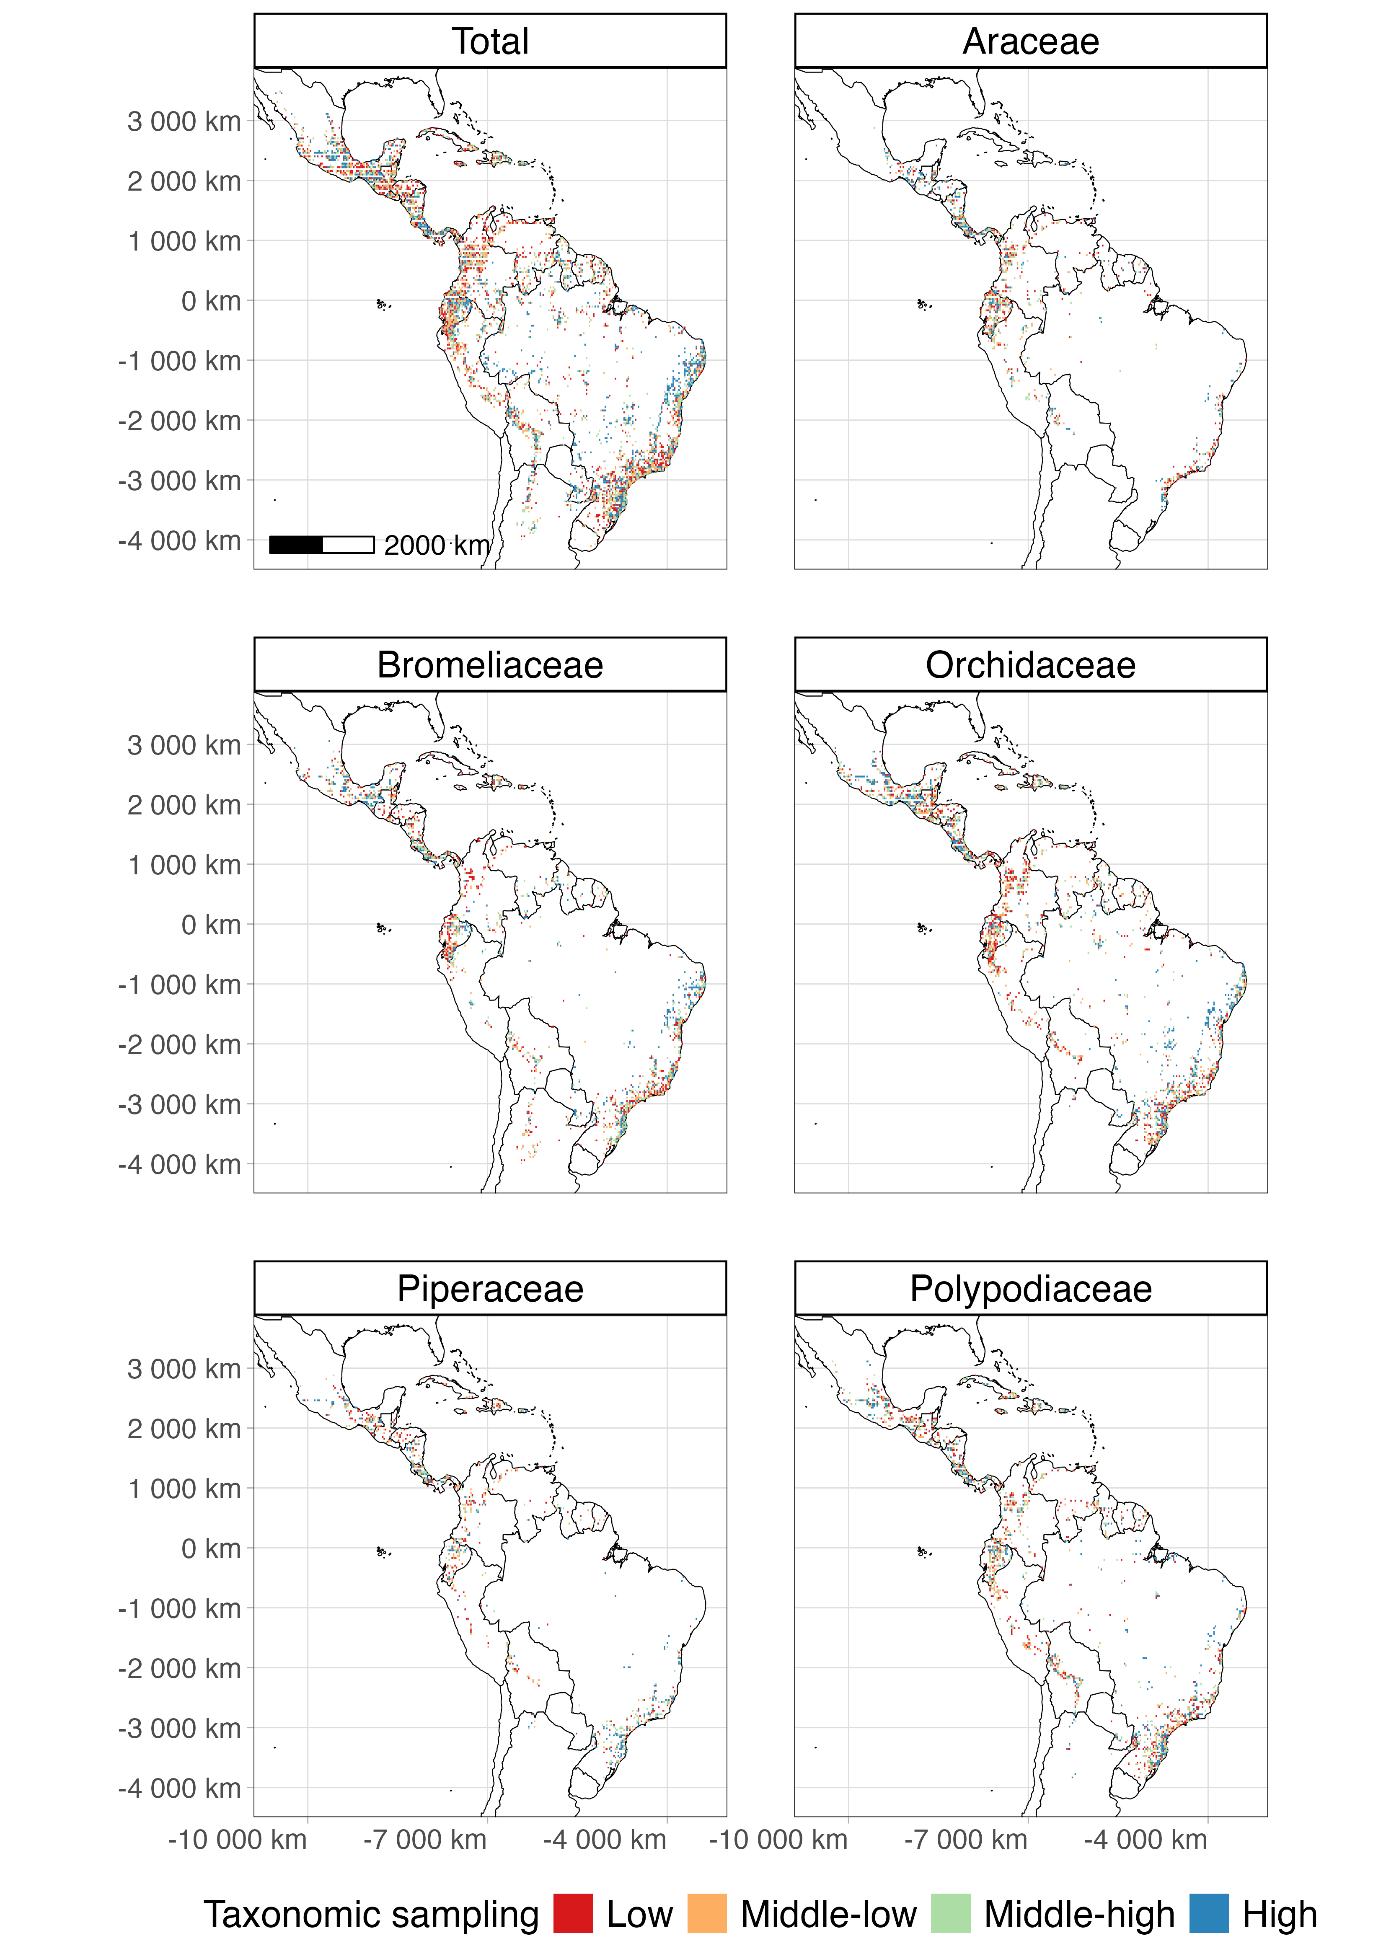 Total
Araceae
3 000 km
2 000 km
1 000 km
0 km
-1 000 km
-2 000 km
-3 000 km
-4 000 km
2000 km
Bromeliaceae
Orchidaceae
3 000 km
2 000 km
1 000 km
0 km
-1 000 km
-2 000 km
-3 000 km
-4 000 km
Piperaceae
Polypodiaceae
3 000 km
2 000 km
1 000 km
0 km
-1 000 km
-2 000 km
-3 000 km
-4 000 km
-10 000 km -7 000 km -4 000 km -10 000 km -7 000 km -4 000 km
Taxonomic sampling Low Middle-low Middle-high High